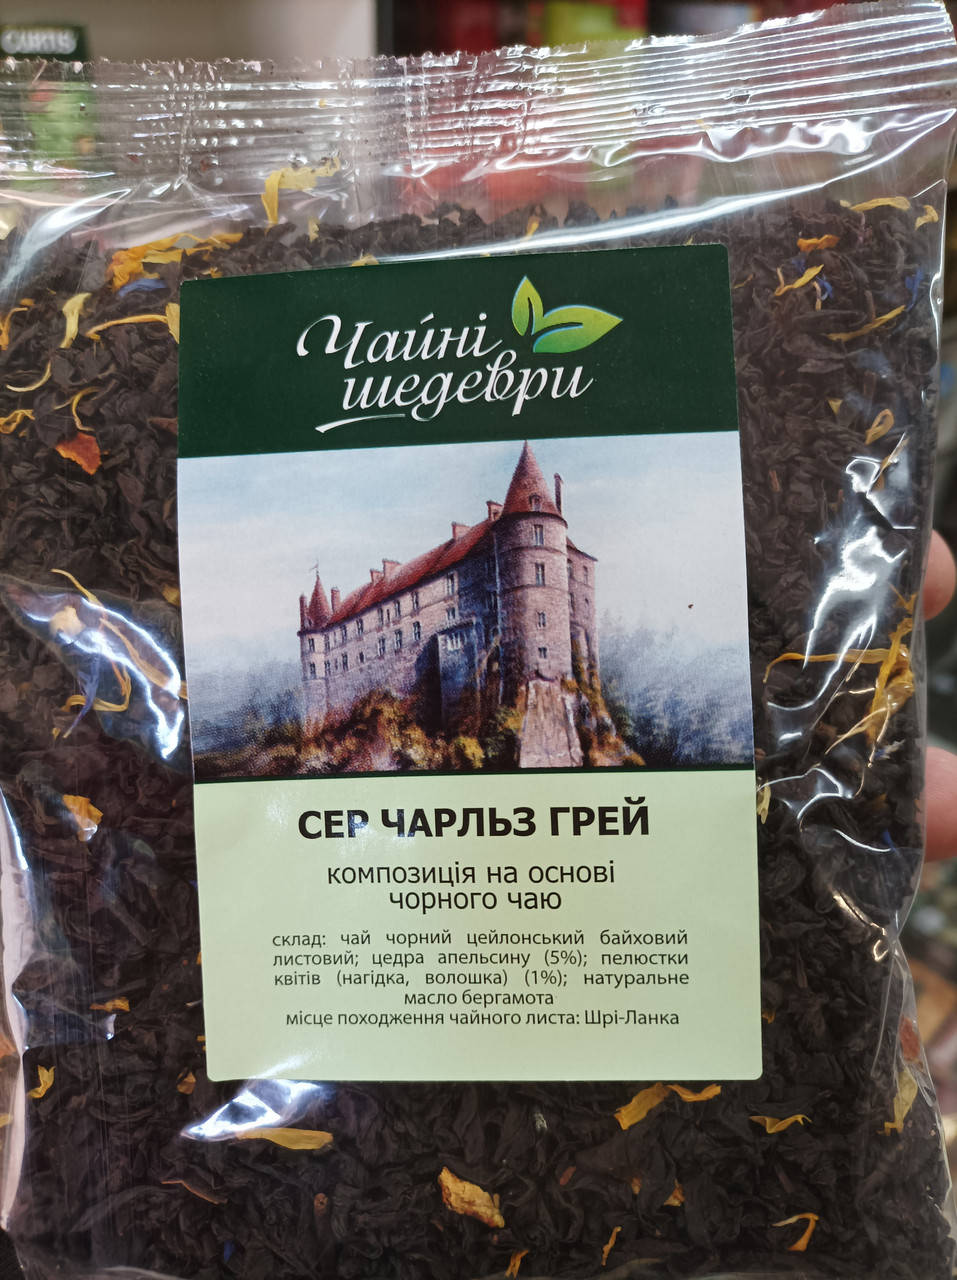 CURTIS
Чайні
шедеври
СЕР ЧАРЛЬЗ ГРЕЙ
композиція на основі
чорного чаю
склад: чай чорний цейлонський байховий
листовий; цедра апельсину (5%); пелюстки
квітів (нагідка, волошка) (1%); натуральне
масло бергамота
місце походження чайного листа: Шрі-Ланка